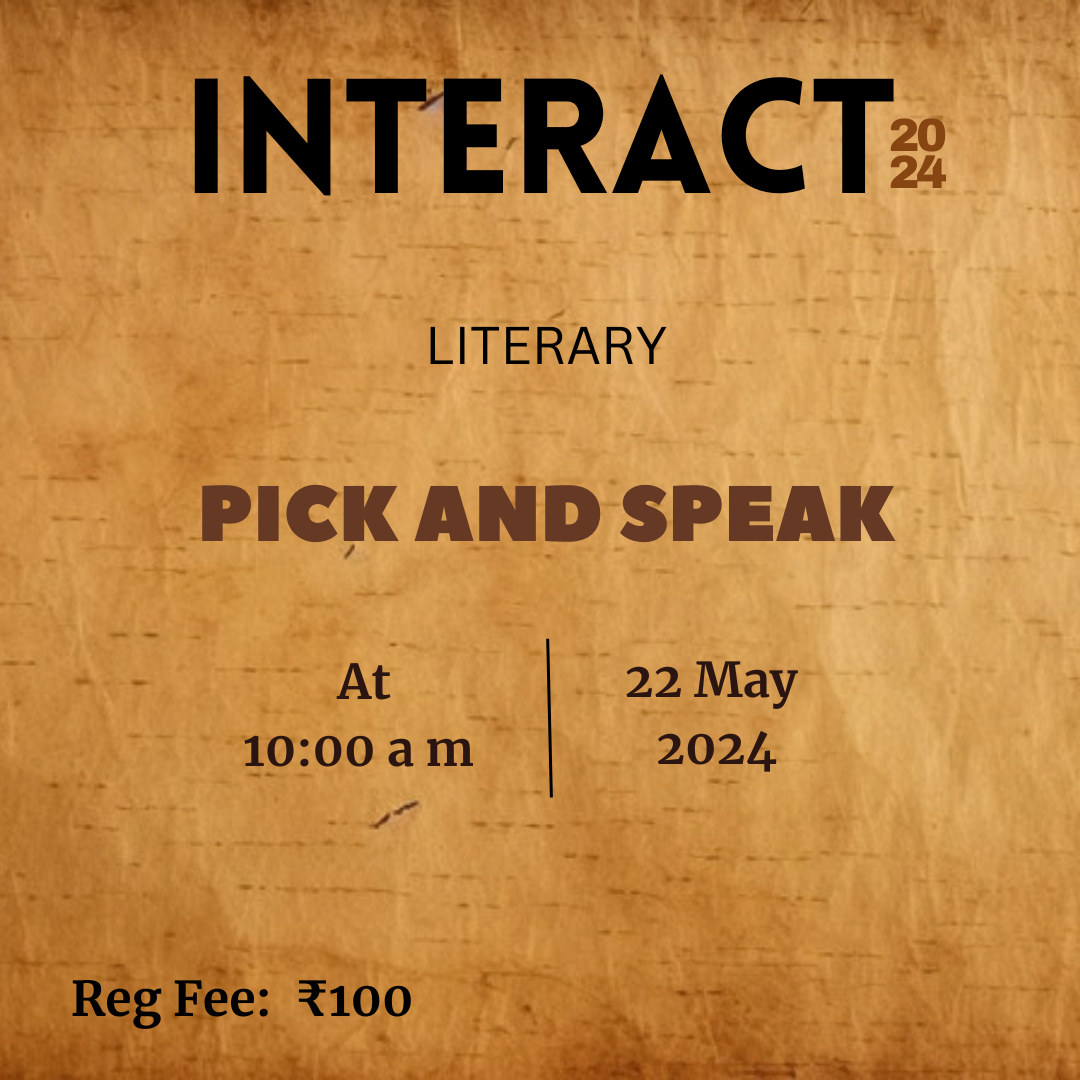 INTERACT
20
24
LITERARY
PICK AND SPEAK
At
10:00 a m
22 May
2024
Reg Fee: ₹100